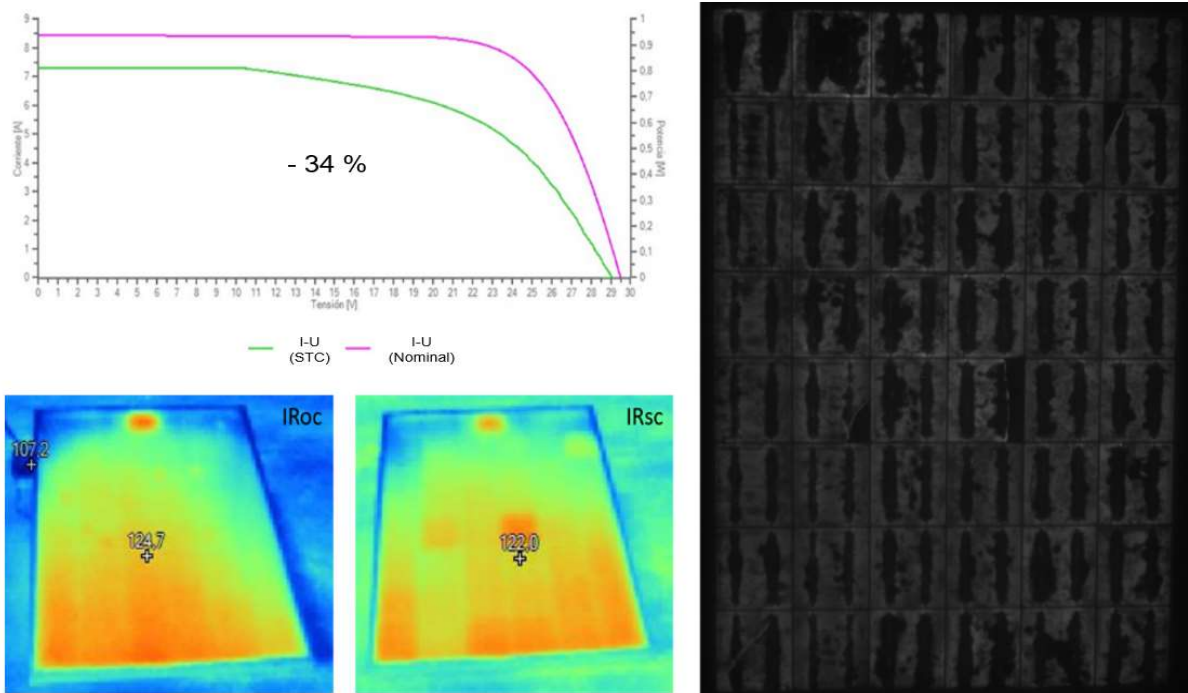 9
8
7
6
5
4
3
2
1
0
Corriente [A]
- 34 %
1
0,9
0,8
0,7
0,6
0,5
0,4
0,3
0,2
0,1
0
Potencia [W]
0 1 2 3 4 5 6 7 8 9 10 11 12 13 14 15 16 17 18 19 20 21 22 23 24 25 26 27 28 29 30
Tensión [V]
I-U
(STC)
I-U
(Nominal)
IRoc
107,2
124,7
IRsc
122,0